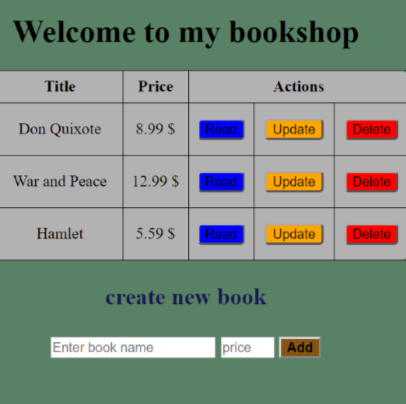 Welcome to my bookshop
Title Price Actions
Don Quixote 8.99 $ Read Update Delete
War and Peace 12.99 $ Read Update Delete
Hamlet 5.59 $ Read Update Delete
create new book
Enter book name price Add